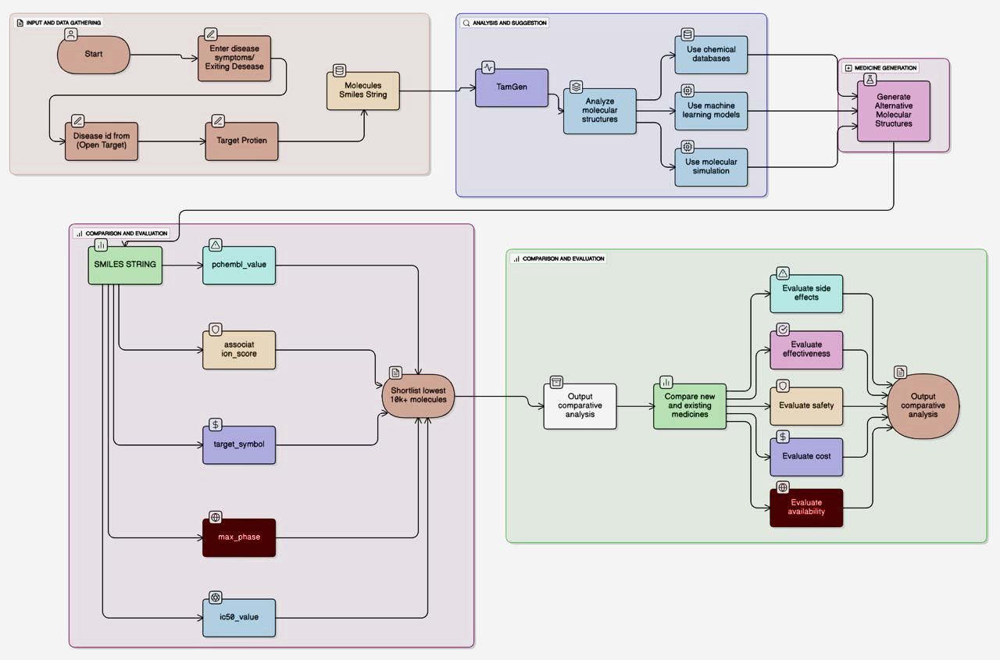 INPUT AND DATA GATHERING
Start
Enter disease
symptoms/
Exiting Desease
Molecules
Smiles String
Disease id from
(Open Target)
Target Protien
ANALYSIS AND SUGGESTION
TamGen
Analyze
molecular
structures
Use chemical
databases
Use machine
learning models
Use molecular
simulation
MEDICINE GENERATION
Generate
Alternative
Molecular
Structures
COMPARISON AND EVALUATION
SMILES STRING
pchembl_value
associat
ion_score
target_symbol
max_phase
ic50_value
Shortlist lowest
10k+ molecules
COMPARISON AND EVALUATION
Output
comparative
analysis
Compare new
and existing
medicines
Evaluate side
effects
Evaluate
effectiveness
Evaluate safety
Evaluate cost
Evaluate
availability
Output
comparative
analysis